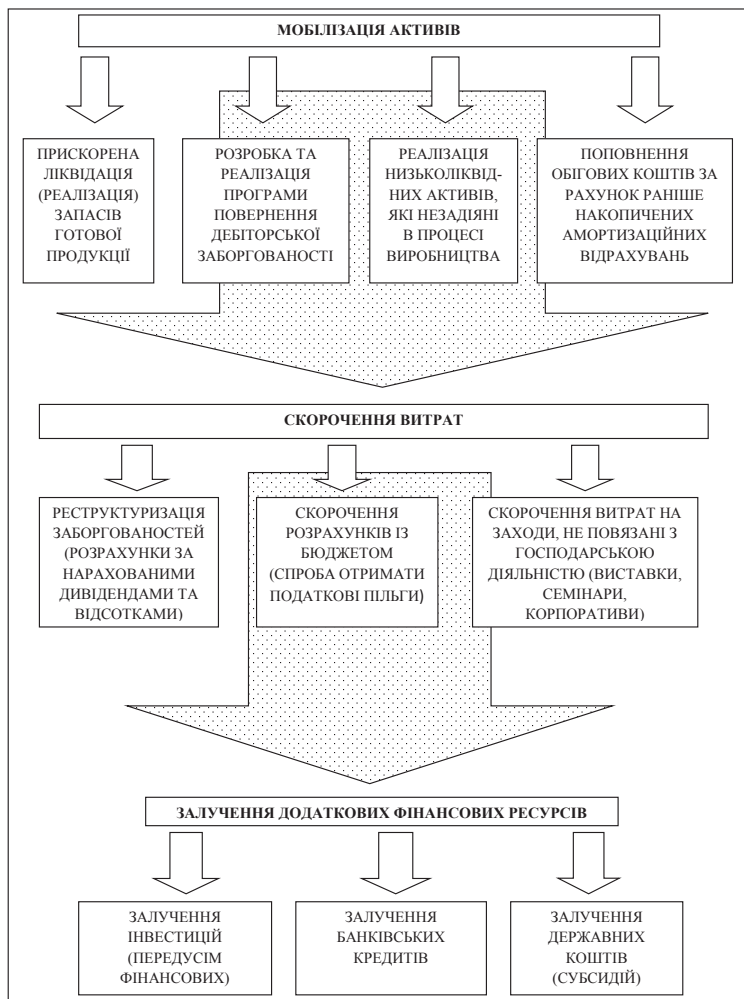 МОБІЛІЗАЦІЯ АКТИВІВ
ПРИСКОРЕНА
ЛІКВІДАЦІЯ
(РЕАЛІЗАЦІЯ)
ЗАПАСІВ
ГОТОВОЇ
ПРОДУКЦІЇ
РОЗРОБКА ТА
РЕАЛІЗАЦІЯ
ПРОГРАМИ
ПОВЕРНЕННЯ
ДЕБІТОРСЬКОЇ
ЗАБОРГОВАНОСТІ
РЕАЛІЗАЦІЯ
НИЗЬКОЛІКВІД-
НИХ АКТИВІВ,
ЯКІ НЕЗАДІЯНІ
В ПРОЦЕСІ
ВИРОБНИЦТВА
ПОПОВНЕННЯ
ОБІГОВИХ КОШТІВ ЗА
РАХУНОК РАНІШЕ
НАКОПИЧЕНИХ
АМОРТИЗАЦІЙНИХ
ВІДРАХУВАНЬ
СКОРОЧЕННЯ ВИТРАТ
РЕСТРУКТУРИЗАЦІЯ
ЗАБОРГОВАНОСТЕЙ
(РОЗРАХУНКИ ЗА
НАРАХОВАНИМИ
ДИВІДЕНДАМИ ТА
ВІДСОТКАМИ)
СКОРОЧЕННЯ
РОЗРАХУНКІВ ІЗ
БЮДЖЕТОМ
(СПРОБА ОТРИМАТИ
ПОДАТКОВІ ПІЛЬГИ)
СКОРОЧЕННЯ ВИТРАТ НА
ЗАХОДИ, НЕ ПОВЯЗАНІ З
ГОСПОДАРСЬКОЮ
ДІЯЛЬНІСТЮ (ВИСТАВКИ,
СЕМІНАРИ,
КОРПОРАТИВИ)
ЗАЛУЧЕННЯ ДОДАТКОВИХ ФІНАНСОВИХ РЕСУРСІВ
ЗАЛУЧЕННЯ
ІНВЕСТИЦІЙ
(ПЕРЕДУСІМ
ФІНАНСОВИХ)
ЗАЛУЧЕННЯ
БАНКІВСЬКИХ
КРЕДИТІВ
ЗАЛУЧЕННЯ
ДЕРЖАВНИХ
КОШТІВ
(СУБСИДІЙ)